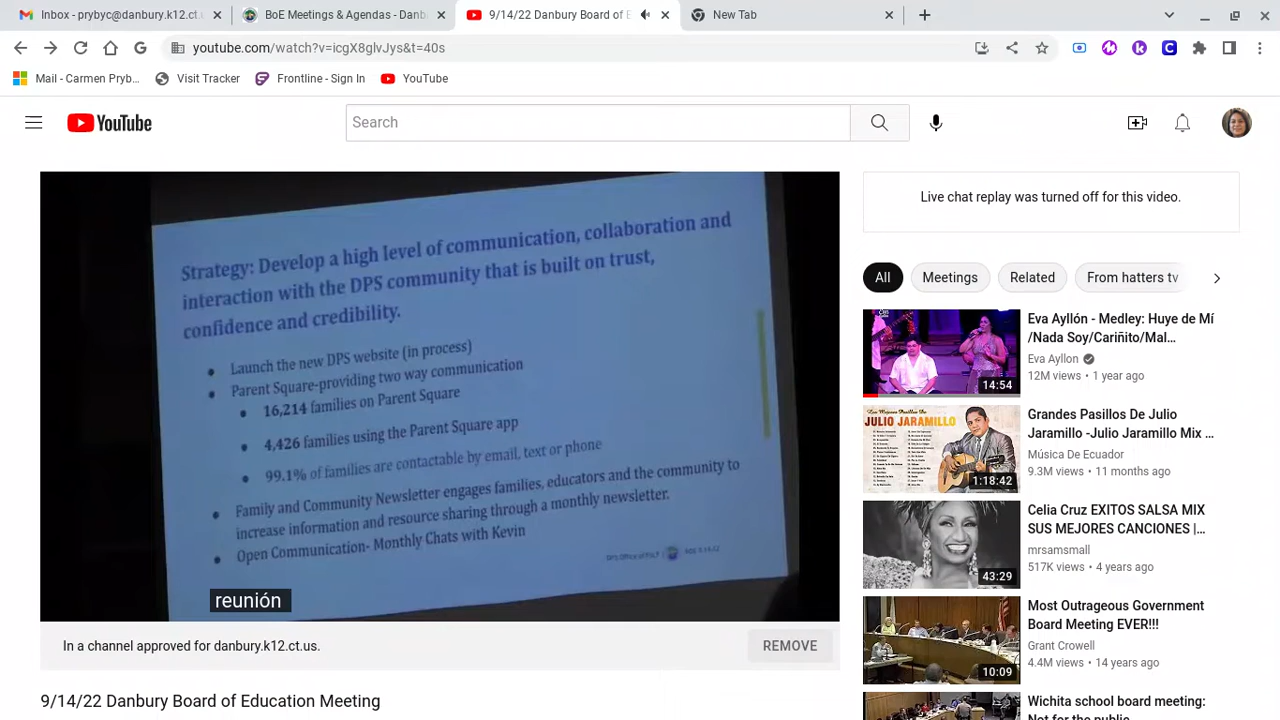 Inbox - prybyc@danbury.k12.ct.u
BoE Meetings & Agendas - Danb
9/14/22 Danbury Board of E
New Tab
youtube.com/watch?v=icgX8glvJys&t=40s
Mail - Carmen Pryb...
Visit Tracker
Frontline - Sign In
YouTube
YouTube
Search
Strategy: Develop a high level of communication, collaboration and
interaction with the DPS community that is built on trust,
confidence and credibility.
Launch the new DPS website (in process)
Parent Square-providing two way communication
16,214 families on Parent Square
4,426 families using the Parent Square app
99.1% of families are contactable by email, text or phone
Family and Community Newsletter engages families, educators and the community to
increase information and resource sharing through a monthly newsletter.
Open Communication- Monthly Chats with Kevin
reunión
In a channel approved for danbury.k12.ct.us.
REMOVE
9/14/22 Danbury Board of Education Meeting
Live chat replay was turned off for this video.
All
Meetings
Related
From hatters tv
Eva Ayllón - Medley: Huye de Mí
/Nada Soy/Cariñito/Mal...
Eva Ayllon
12M views • 1 year ago
14:54
Grandes Pasillos De Julio
Jaramillo -Julio Jaramillo Mix ...
Música De Ecuador
9.3M views • 11 months ago
JULIO JARAMILLO
1:18:42
Celia Cruz EXITOS SALSA MIX
SUS MEJORES CANCIONES |...
mrsamsmall
517K views • 4 years ago
43:29
Most Outrageous Government
Board Meeting EVER!!!
Grant Crowell
4.4M views • 14 years ago
10:09
Wichita school board meeting: